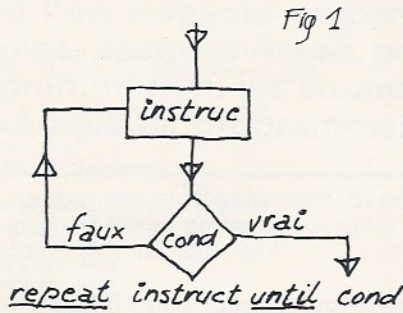 Fig 1
instruc
cond
faux
vrai
repeat instruct until cond